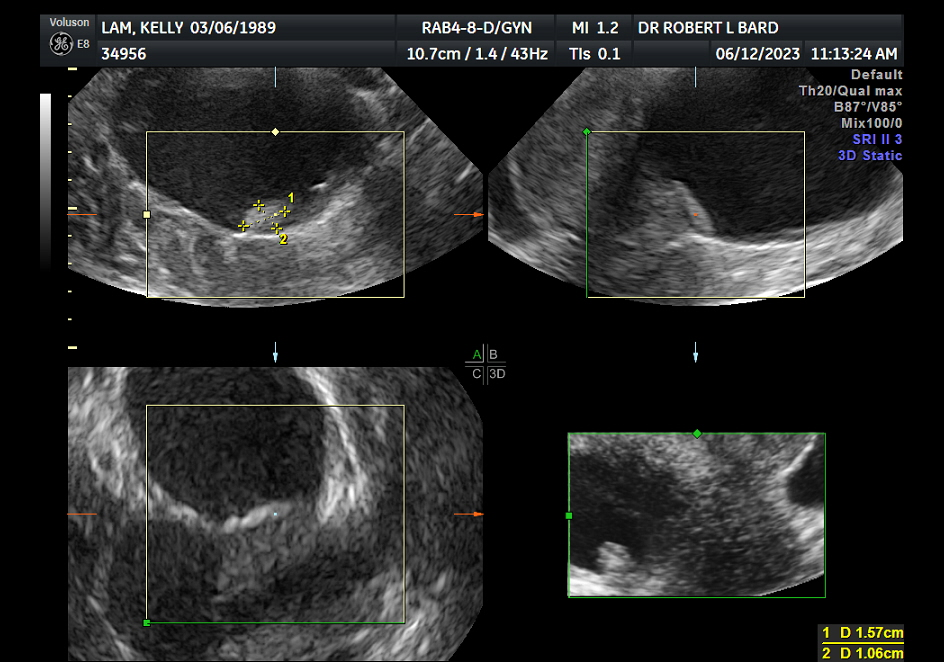 Voluson
E8
LAM, KELLY 03/06/1989
RAB4-8-D/GYN
MI 1.2
DR ROBERT L BARD
34956
10.7cm / 1.4 / 43Hz
TIs 0.1
06/12/2023
11:13:24 AM
Default
Th20/Qual max
B87°/V85°
Mix100/0
SRI II 3
3D Static
1
2
A B
C 3D
1 D 1.57cm
2 D 1.06cm